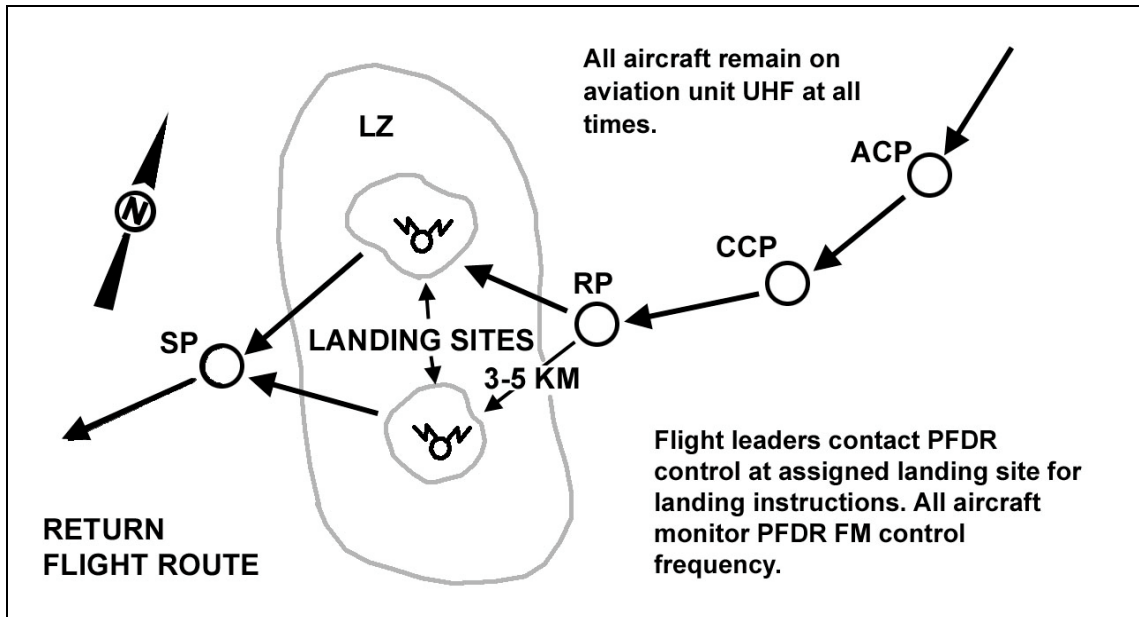 All aircraft remain on
aviation unit UHF at all
times.
LZ
ACP
N
CCP
RP
LANDING SITES
SP
3-5 KM
Flight leaders contact PFDR
control at assigned landing site for
landing instructions. All aircraft
monitor PFDR FM control
frequency.
RETURN
FLIGHT ROUTE